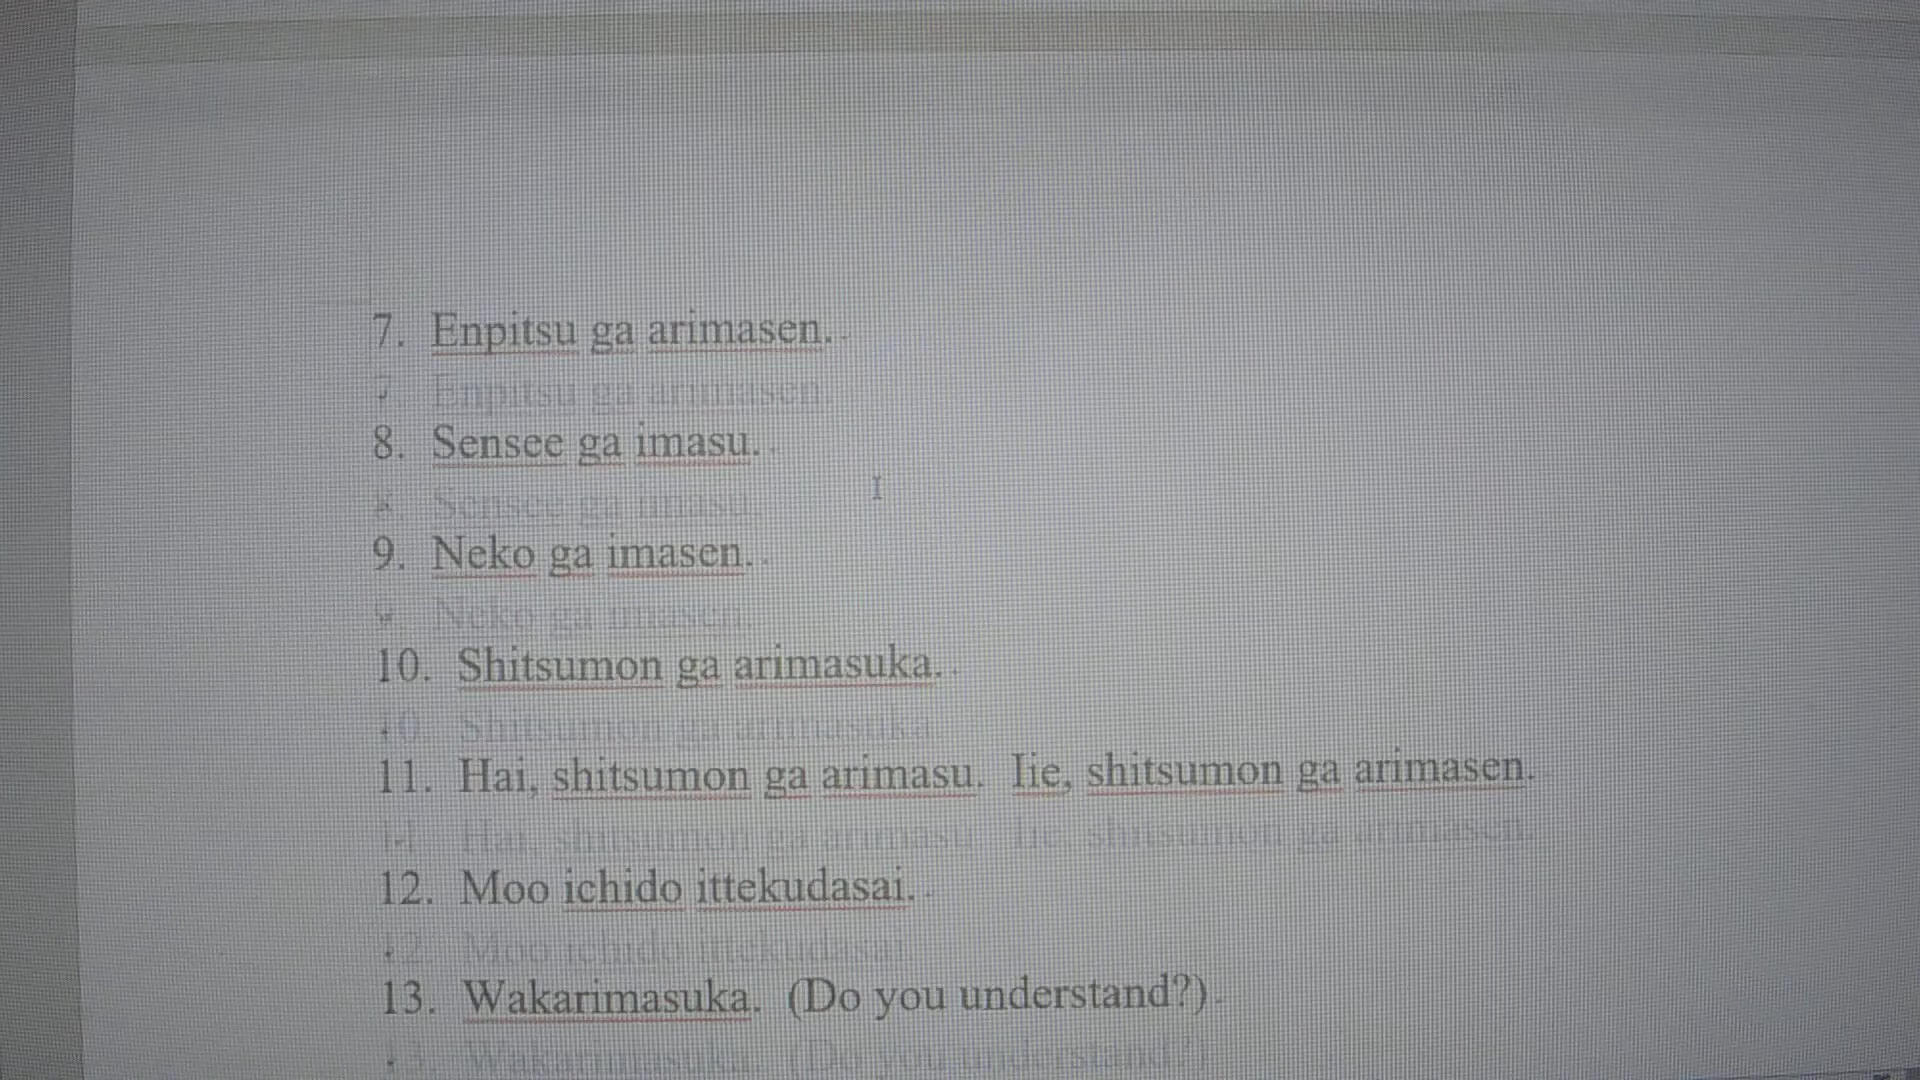 7. Enpitsu ga arimasen.
8. Sensee ga imasu.
9. Neko ga imasen.
10. Shitsumon ga arimasuka.
11. Hai, shitsumon ga arimasu. Iie, shitsumon ga arimasen.
12. Moo ichido ittekudasai.
13. Wakarimasuka. (Do you understand?)